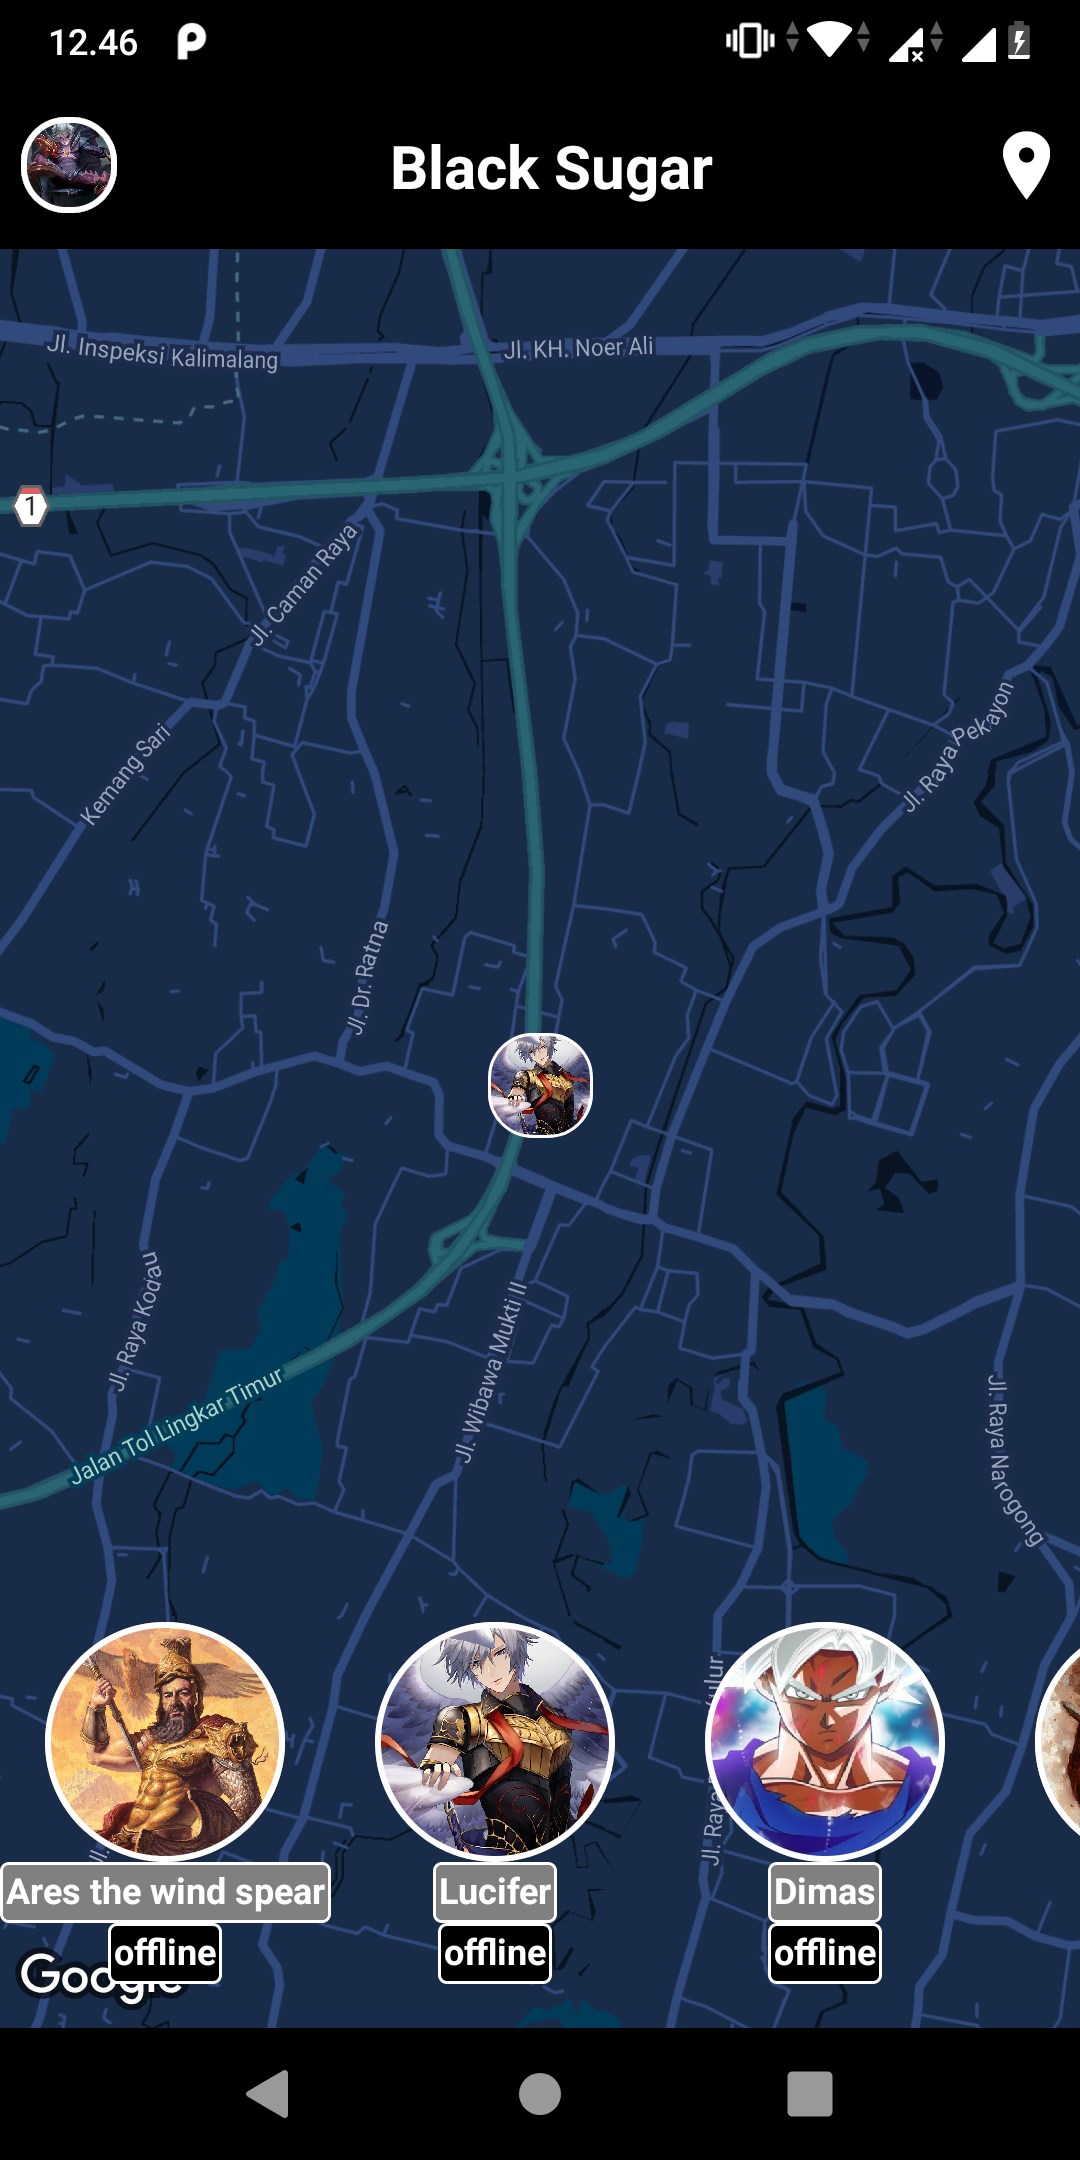 12.46
Black Sugar
Jl. Inspeksi Kalimalang
Jl. KH. Noer Ali
1
Jl. Caman Raya
Kemang Sari
Jl. Raya Pekayon
Jl. Dr. Ratna
Jl. Raya Kodau
Jl. Wibawa Mukti II
Jalan Tol Lingkar Timur
Jl. Raya Narogong
Jl. Raya
Ares the wind spear
Lucifer
Dimas
offline
offline
offline
Google